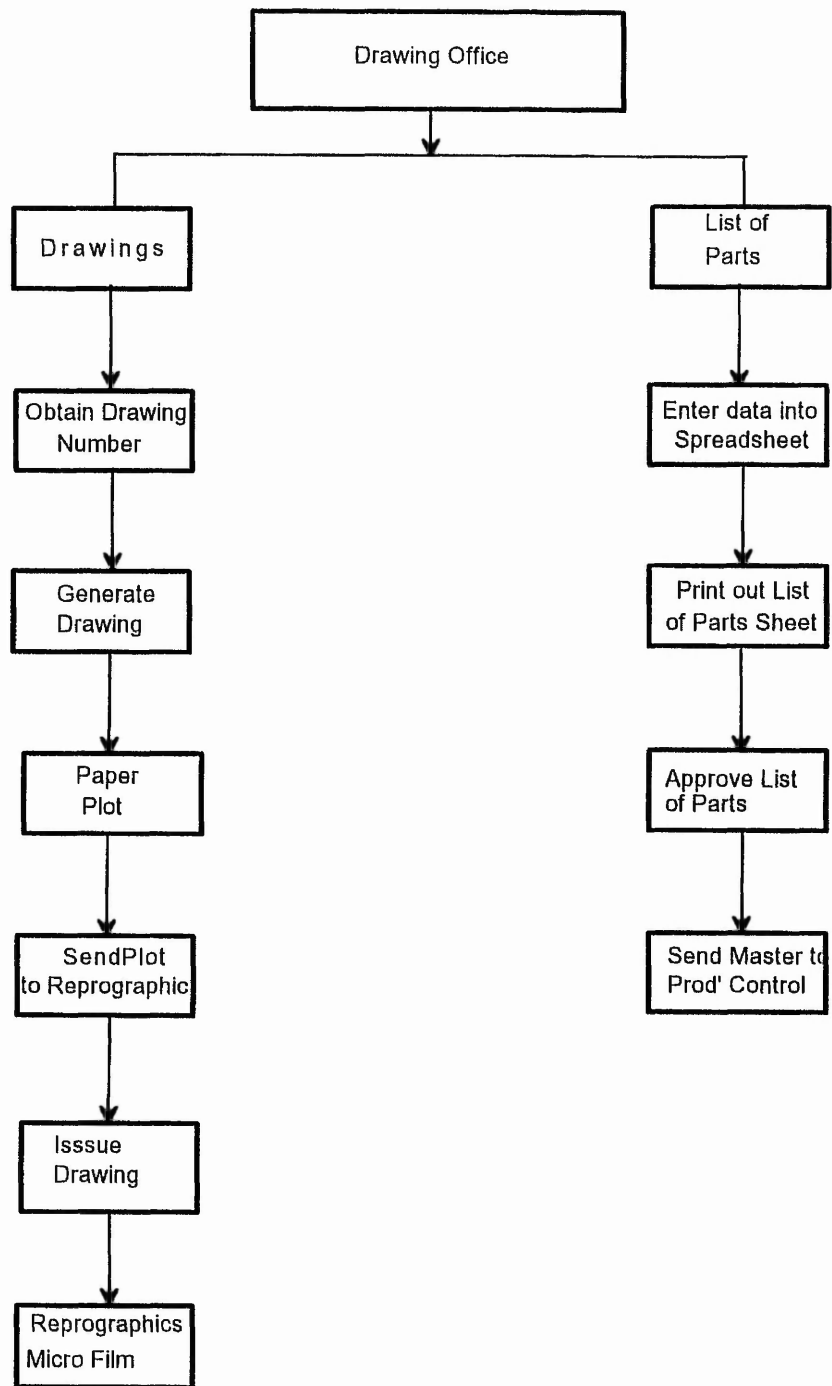 Drawing Office
Drawings
Obtain Drawing
Number
Generate
Drawing
Paper
Plot
SendPlot
to Reprographic
Isssue
Drawing
Reprographics
Micro Film
List of
Parts
Enter data into
Spreadsheet
Print out List
of Parts Sheet
Approve List
of Parts
Send Master to
Prod' Control